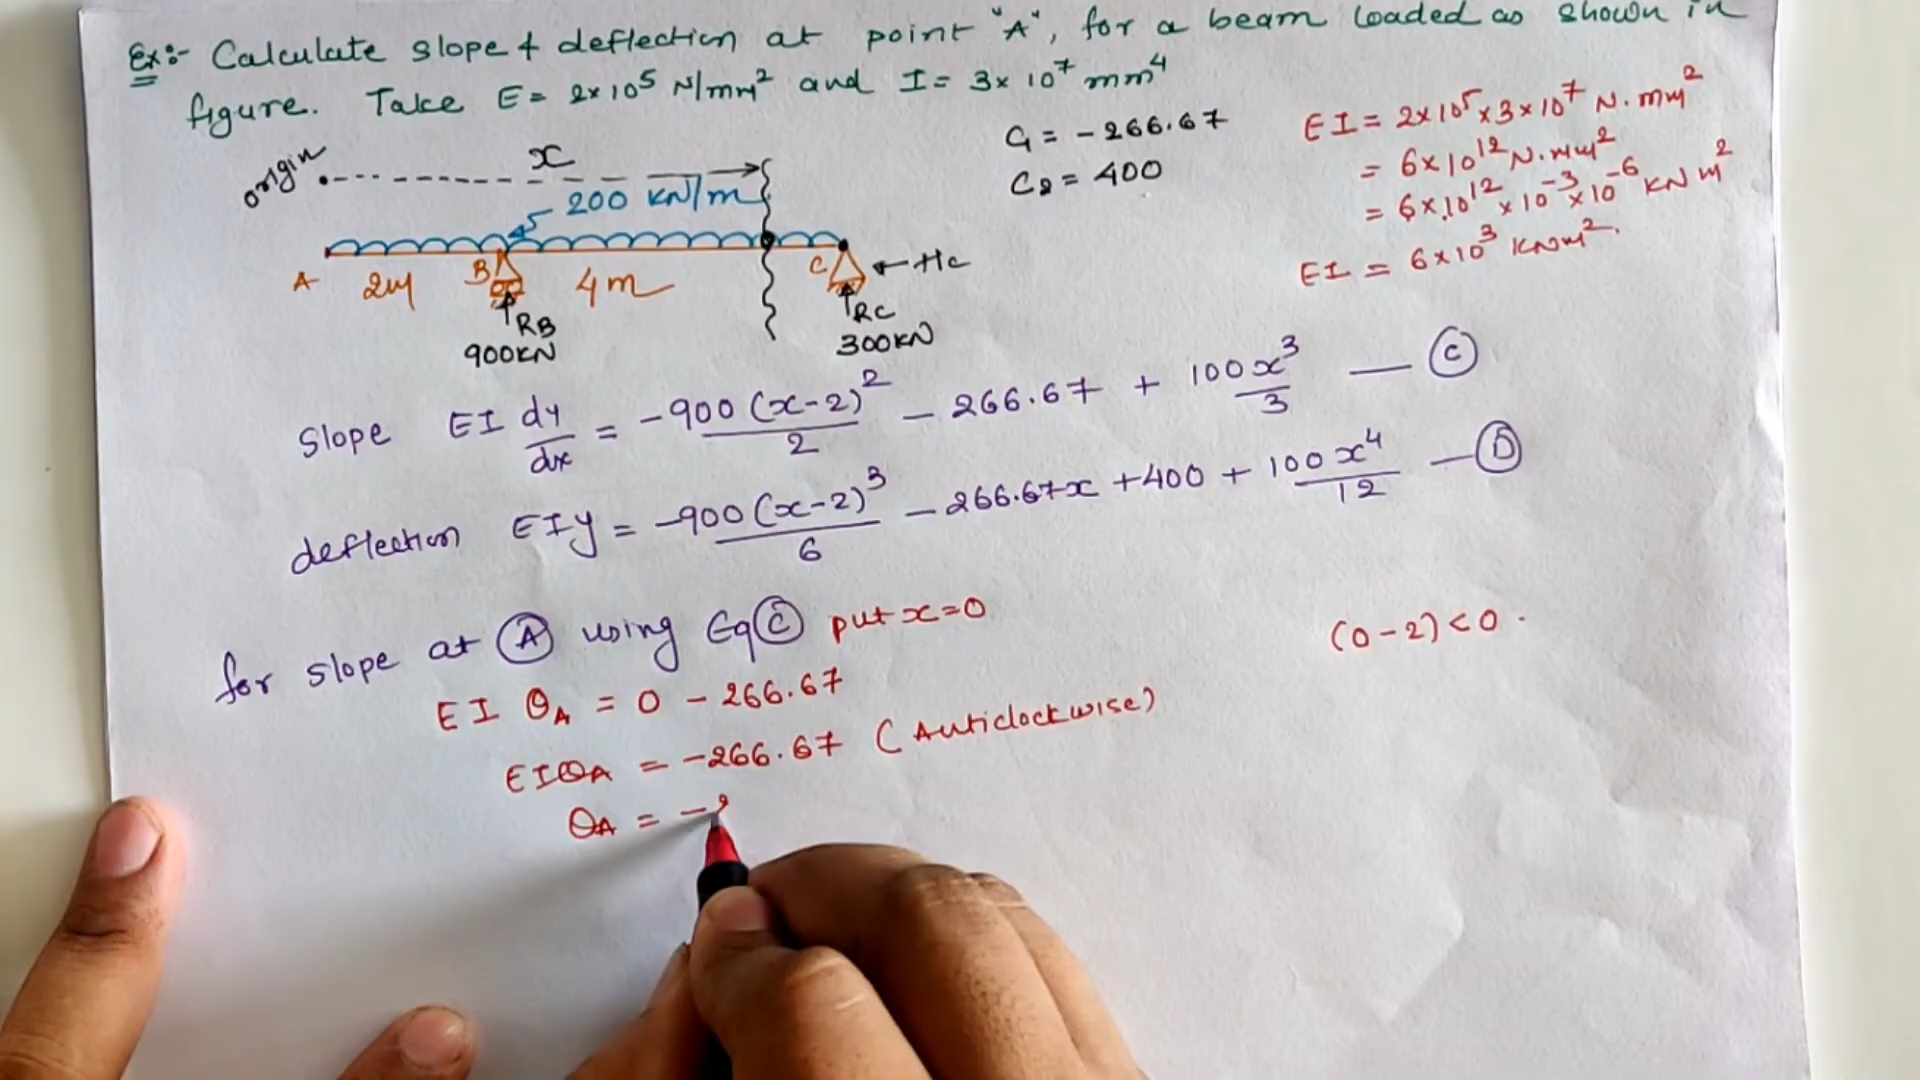 Ex:- Calculate slope & deflection at point "A", for a beam loaded as shown in
figure. Take E = 2×10⁵ N/mm² and I = 3×10⁷ mm⁴
C₁ = -266.67
C₂ = 400
EI = 2×10⁵×3×10⁷ N.mm²
= 6×10¹² N.mm²
= 6×10¹²×10⁻³×10⁻⁶ KN m²
EI = 6×10³ KNm².
origin x
200 kN/m
A 2m B 4m C Hc
RB RC
900KN 300KN
Slope EI dy/dx = -900(x-2)²/2 - 266.67 + 100x³/3 — C
deflection EIy = -900(x-2)³/6 - 266.67x + 400 + 100x⁴/12 — D
for slope at A using Eq C put x=0
(0-2)<0.
EI θA = 0 - 266.67
EIθA = -266.67 (Anticlockwise)
θA = -2